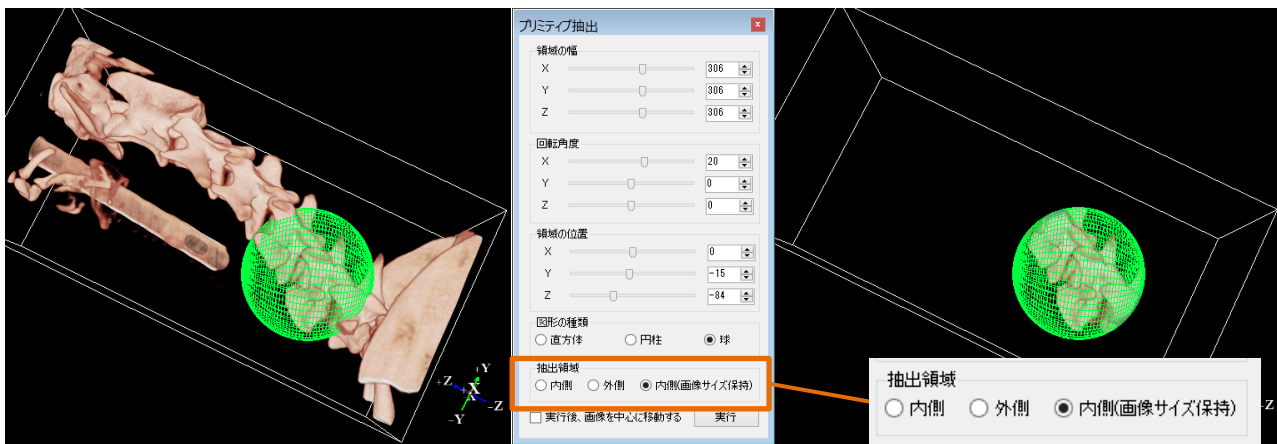 プリミティブ抽出
x
領域の幅
X 306
Y 306
Z 306
回転角度
X 20
Y 0
Z 0
領域の位置
X 0
Y -15
Z -84
図形の種類
直方体 円柱 球
抽出領域
内側 外側 内側(画像サイズ保持)
実行後、画像を中心に移動する 実行
+Y
+Z
X
-Z
-Y
抽出領域
内側 外側 内側(画像サイズ保持)
-Z